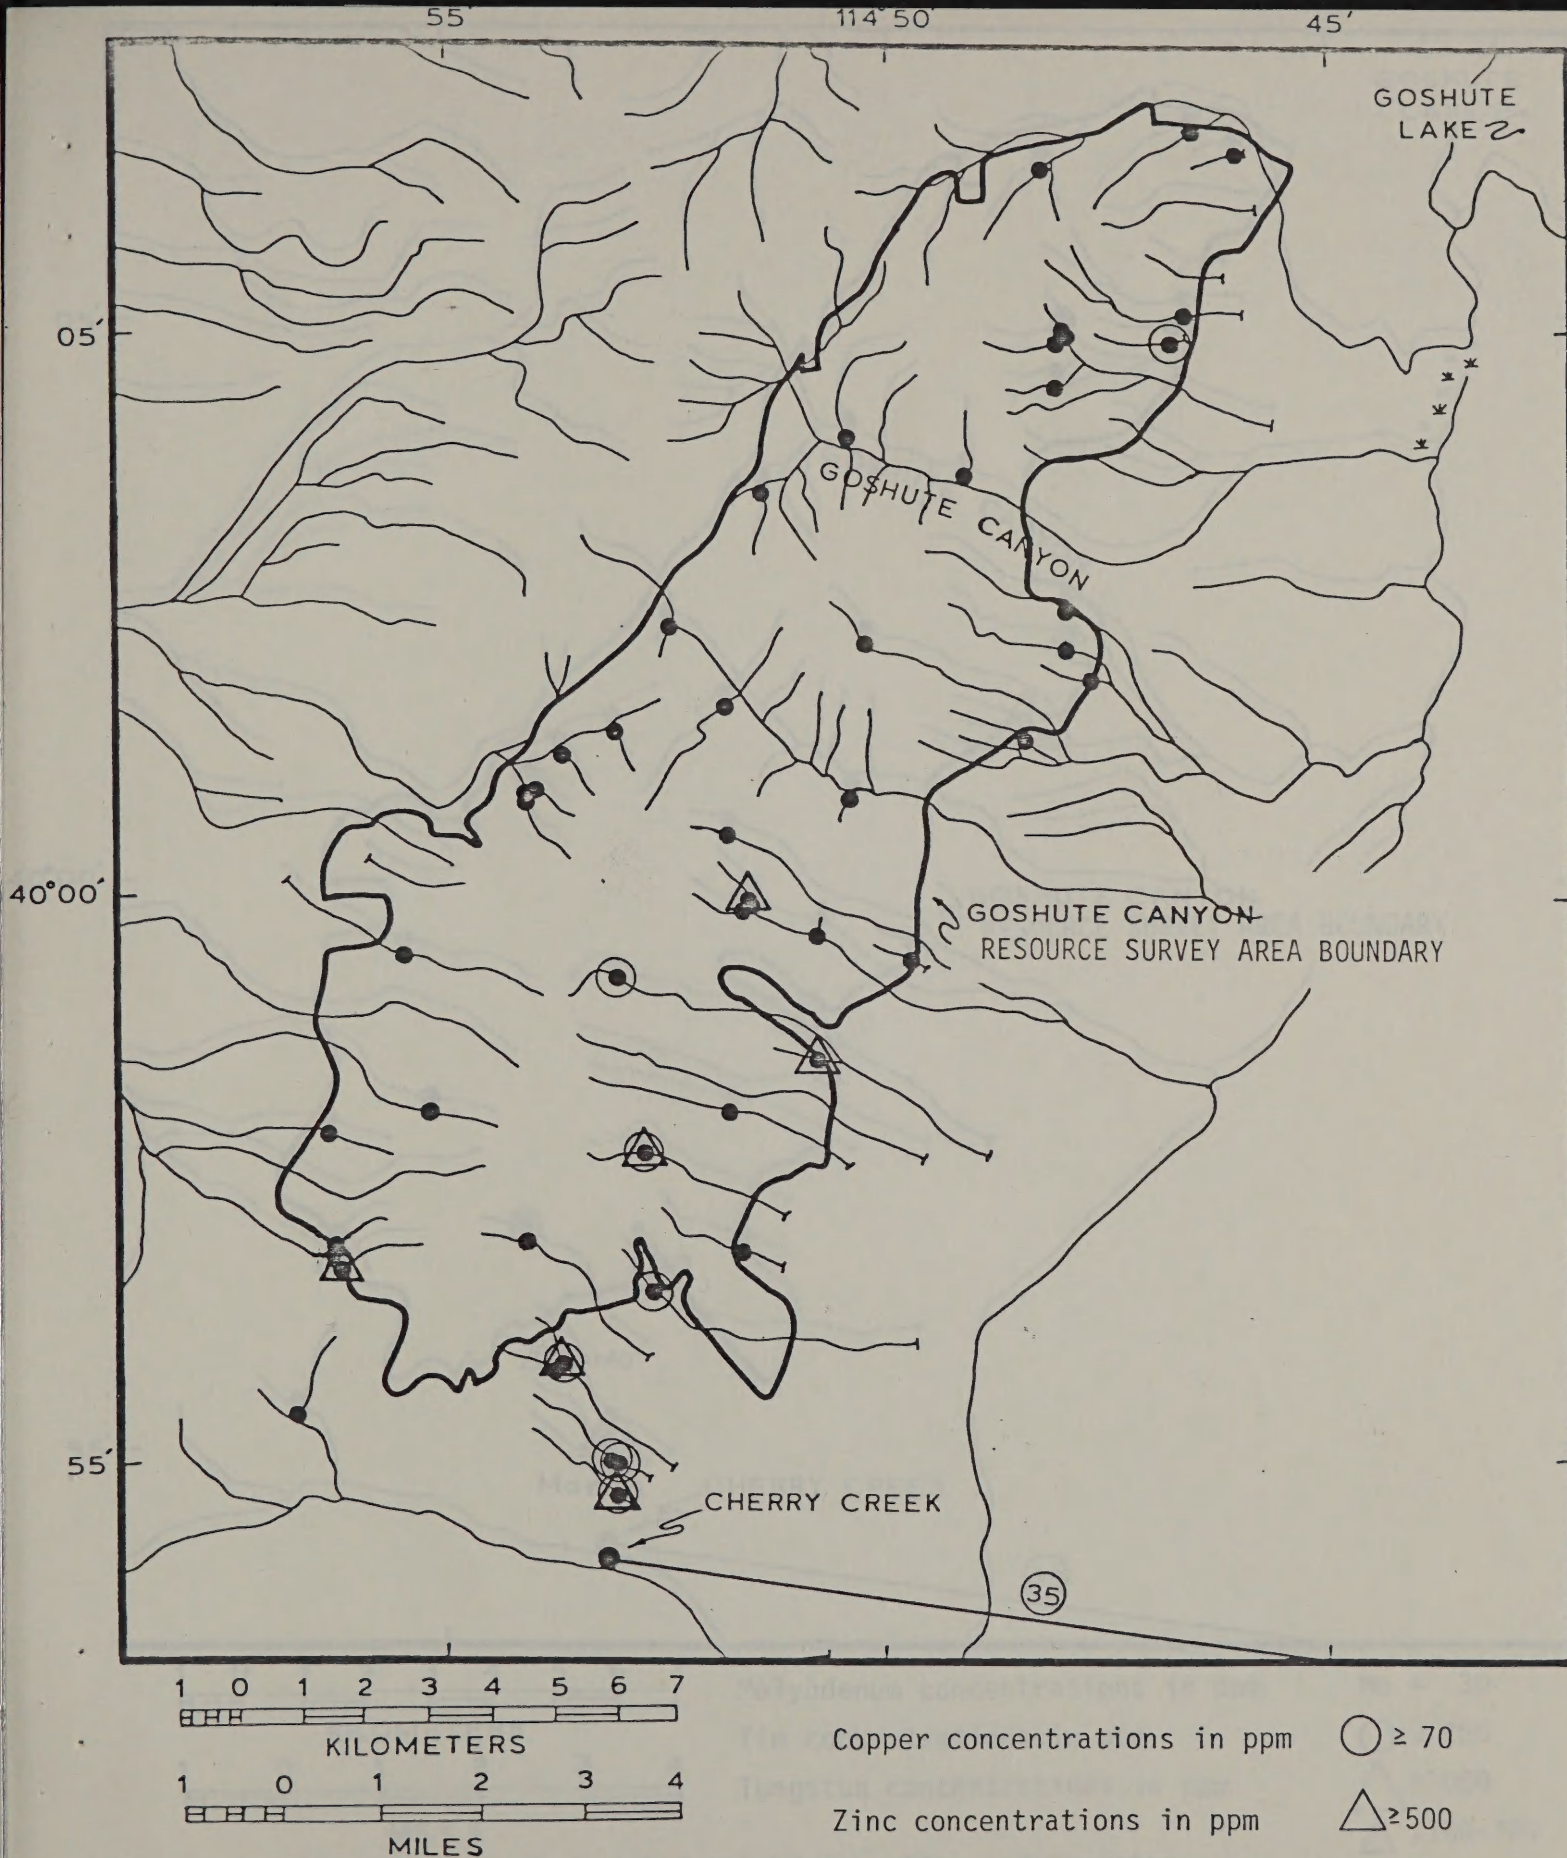 55′
114°50′
45′
GOSHUTE
LAKE
05′
GOSHUTE CANYON
40°00′
GOSHUTE CANYON
RESOURCE SURVEY AREA BOUNDARY
55′
CHERRY CREEK
35
1 0 1 2 3 4 5 6 7
KILOMETERS
1 0 1 2 3 4
MILES
Copper concentrations in ppm ≥ 70
Zinc concentrations in ppm ≥500